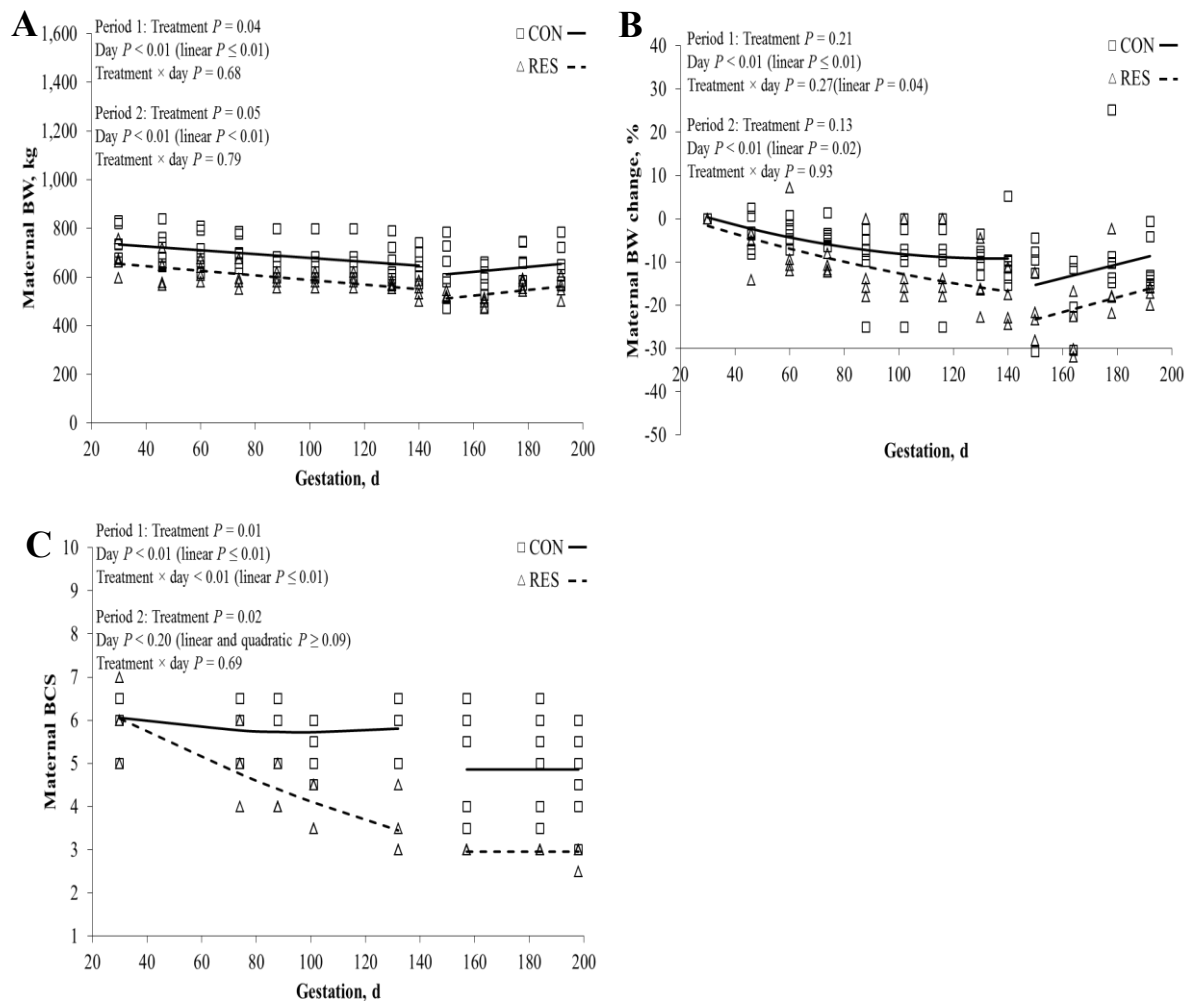 A
Period 1: Treatment P = 0.04
Day P < 0.01 (linear P ≤ 0.01)
Treatment × day P = 0.68
Period 2: Treatment P = 0.05
Day P < 0.01 (linear P < 0.01)
Treatment × day P = 0.79
CON
RES
Maternal BW, kg
1,600
1,400
1,200
1,000
800
600
400
200
0
20 40 60 80 100 120 140 160 180 200
Gestation, d
B
Period 1: Treatment P = 0.21
Day P < 0.01 (linear P ≤ 0.01)
Treatment × day P = 0.27(linear P = 0.04)
Period 2: Treatment P = 0.13
Day P < 0.01 (linear P = 0.02)
Treatment × day P = 0.93
CON
RES
Maternal BW change, %
40
30
20
10
0
-10
-20
-30
-40
-50
20 40 60 80 100 120 140 160 180 200
Gestation, d
C
Period 1: Treatment P = 0.01
Day P < 0.01 (linear P ≤ 0.01)
Treatment × day < 0.01 (linear P ≤ 0.01)
Period 2: Treatment P = 0.02
Day P < 0.20 (linear and quadratic P ≥ 0.09)
Treatment × day P = 0.69
CON
RES
Maternal BCS
10
9
8
7
6
5
4
3
2
1
20 40 60 80 100 120 140 160 180 200
Gestation, d